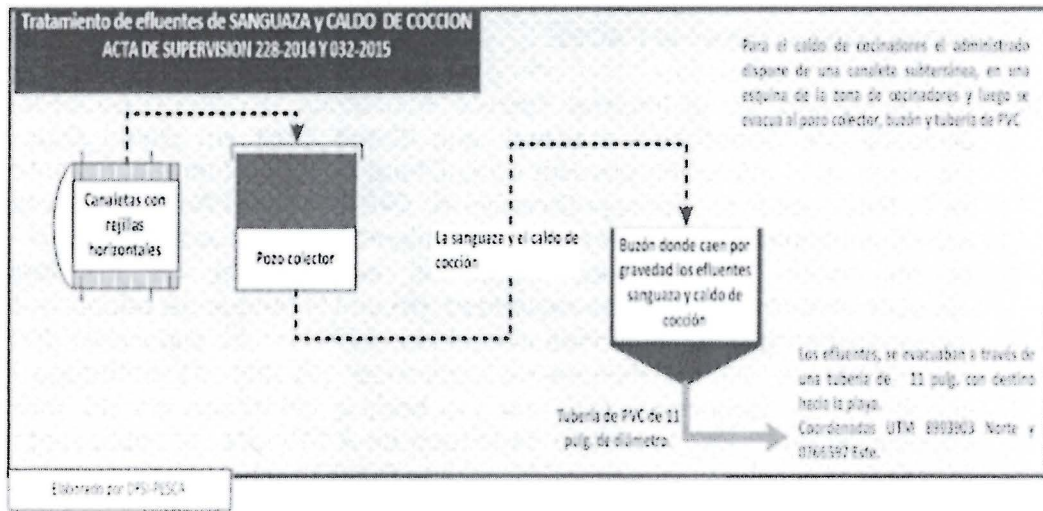 Tratamiento de efluentes de SANGUAZA y CALDO DE COCCION
ACTA DE SUPERVISION 228-2014 Y 032-2015
Para el caldo de cocinadores el administrado
dispone de una canaleta subterránea, en una
esquina de la zona de cocinadores y luego se
evacua al pozo colector, buzón y tubería de PVC
Canaletas con
rejillas
horizontales
Pozo colector
La sanguaza y el caldo de
cocción
Buzón donde caen por
gravedad los efluentes
sanguaza y caldo de
cocción
Tubería de PVC de 11
pulg. de diámetro
Los efluentes, se evacuaban a través de
una tubería de 11 pulg. con destino
hacia la playa.
Coordenadas UTM 8993903 Norte y
Este.
Elaborado por DFSI-PESCA